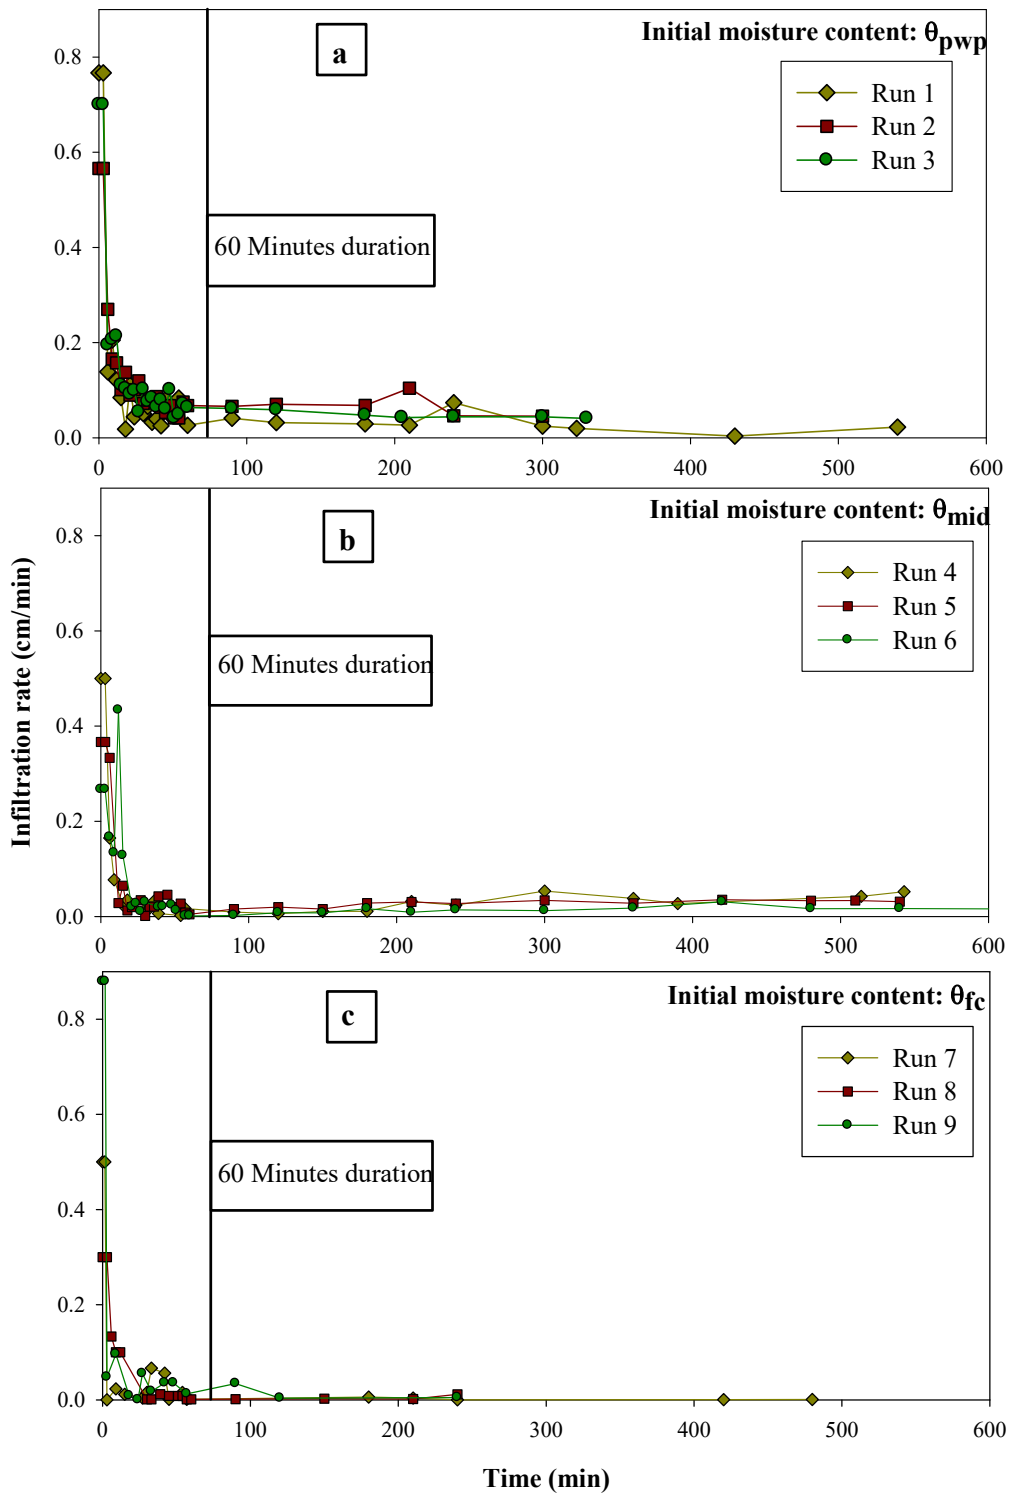 a
Initial moisture content: θpwp
Run 1
Run 2
Run 3
60 Minutes duration
0.8
0.6
0.4
0.2
0.0
0 100 200 300 400 500 600
b
Initial moisture content: θmid
Run 4
Run 5
Run 6
60 Minutes duration
0.8
0.6
0.4
0.2
0.0
0 100 200 300 400 500 600
Infiltration rate (cm/min)
c
Initial moisture content: θfc
Run 7
Run 8
Run 9
60 Minutes duration
0.8
0.6
0.4
0.2
0.0
0 100 200 300 400 500 600
Time (min)